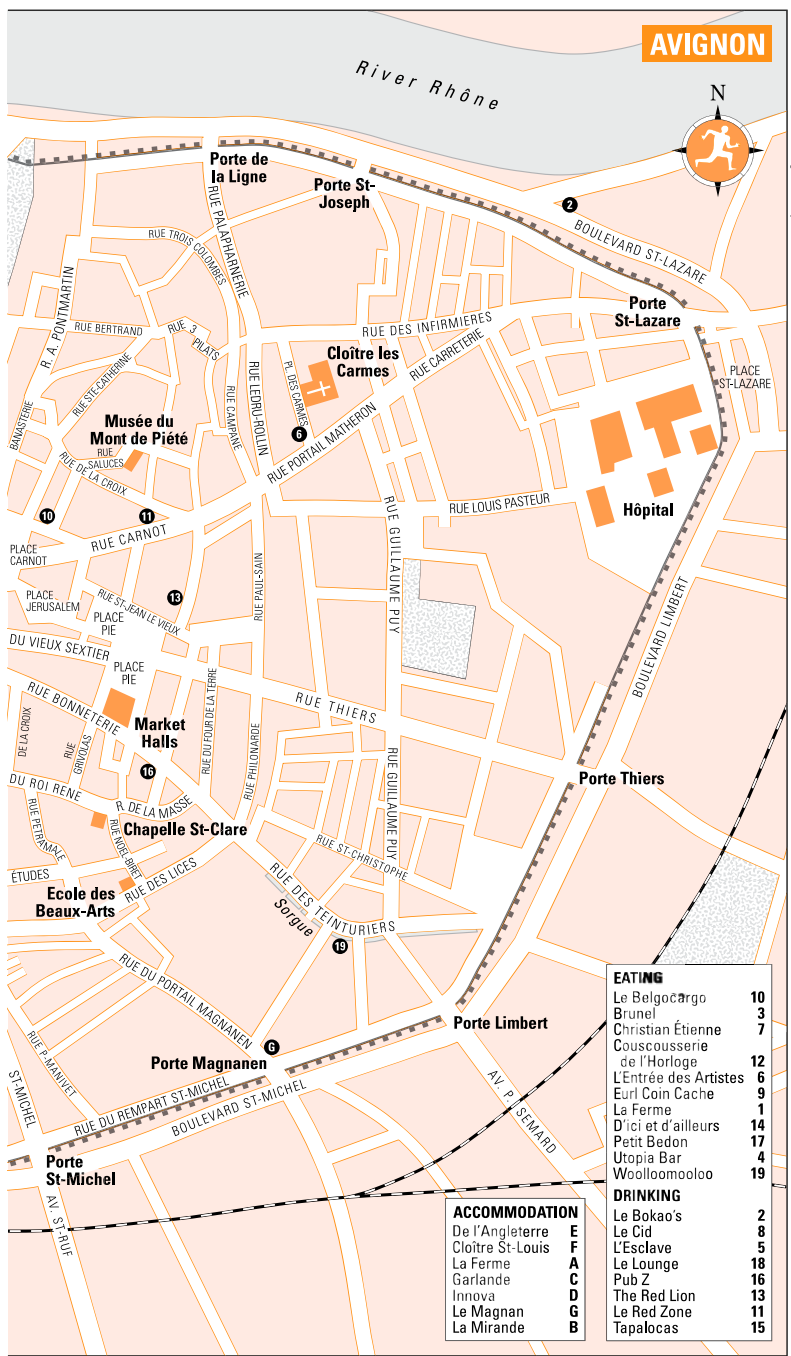 AVIGNON
River Rhône
N
Porte de
la Ligne
Porte St-
Joseph
2
BOULEVARD ST-LAZARE
RUE PALAPHARNERIE
RUE TROIS COLOMBES
R. A. PONTMARTIN
Porte
St-Lazare
RUE DES INFIRMIERES
RUE BERTRAND
RUE 3
PILATS
Cloître les
Carmes
RUE CARRETERIE
PLACE
ST-LAZARE
RUE STE-CATHERINE
RUE LEDRU-ROLLIN
PL. DES CARMES
RUE CAMPANE
BANASTERIE
Musée du
Mont de Piété
6
RUE PORTAIL MATHERON
RUE
SALUCES
RUE DE LA CROIX
RUE LOUIS PASTEUR
Hôpital
10
11
RUE CARNOT
RUE GUILLAUME PUY
PLACE
CARNOT
RUE PAUL-SAIN
PLACE
JERUSALEM
RUE ST-JEAN LE VIEUX
13
PLACE
PIE
BOULEVARD LIMBERT
DU VIEUX SEXTIER
PLACE
PIE
RUE THIERS
RUE BONNETERIE
RUE DU FOUR DE LA TERRE
Market
Halls
DE LA CROIX
RUE
GRIVOLAS
RUE PHILONARDE
RUE GUILLAUME PUY
16
Porte Thiers
DU ROI RENE
R. DE LA MASSE
RUE PETRAMALE
Chapelle St-Clare
RUE NOEL-BIRET
RUE ST-CHRISTOPHE
ÉTUDES
RUE DES LICES
Ecole des
Beaux-Arts
RUE DES TEINTURIERS
Sorgue
19
RUE DU PORTAIL MAGNANEN
Porte Limbert
G
Porte Magnanen
RUE P-MANIVET
ST-MICHEL
RUE DU REMPART ST-MICHEL
BOULEVARD ST-MICHEL
AV. P. SEMARD
Porte
St-Michel
AV. ST-RUF
ACCOMMODATION
De l'Angleterre E
Cloître St-Louis F
La Ferme A
Garlande C
Innova D
Le Magnan G
La Mirande B
EATING
Le Belgocargo 10
Brunel 3
Christian Étienne 7
Couscousserie
de l'Horloge 12
L'Entrée des Artistes 6
Eurl Coin Cache 9
La Ferme 1
D'ici et d'ailleurs 14
Petit Bedon 17
Utopia Bar 4
Woolloomooloo 19
DRINKING
Le Bokao's 2
Le Cid 8
L'Esclave 5
Le Lounge 18
Pub Z 16
The Red Lion 13
Le Red Zone 11
Tapalocas 15